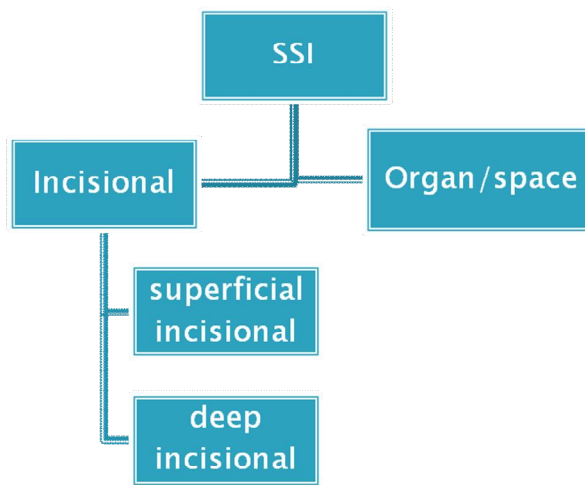 SSI
Incisional
Organ/space
superficial
incisional
deep
incisional